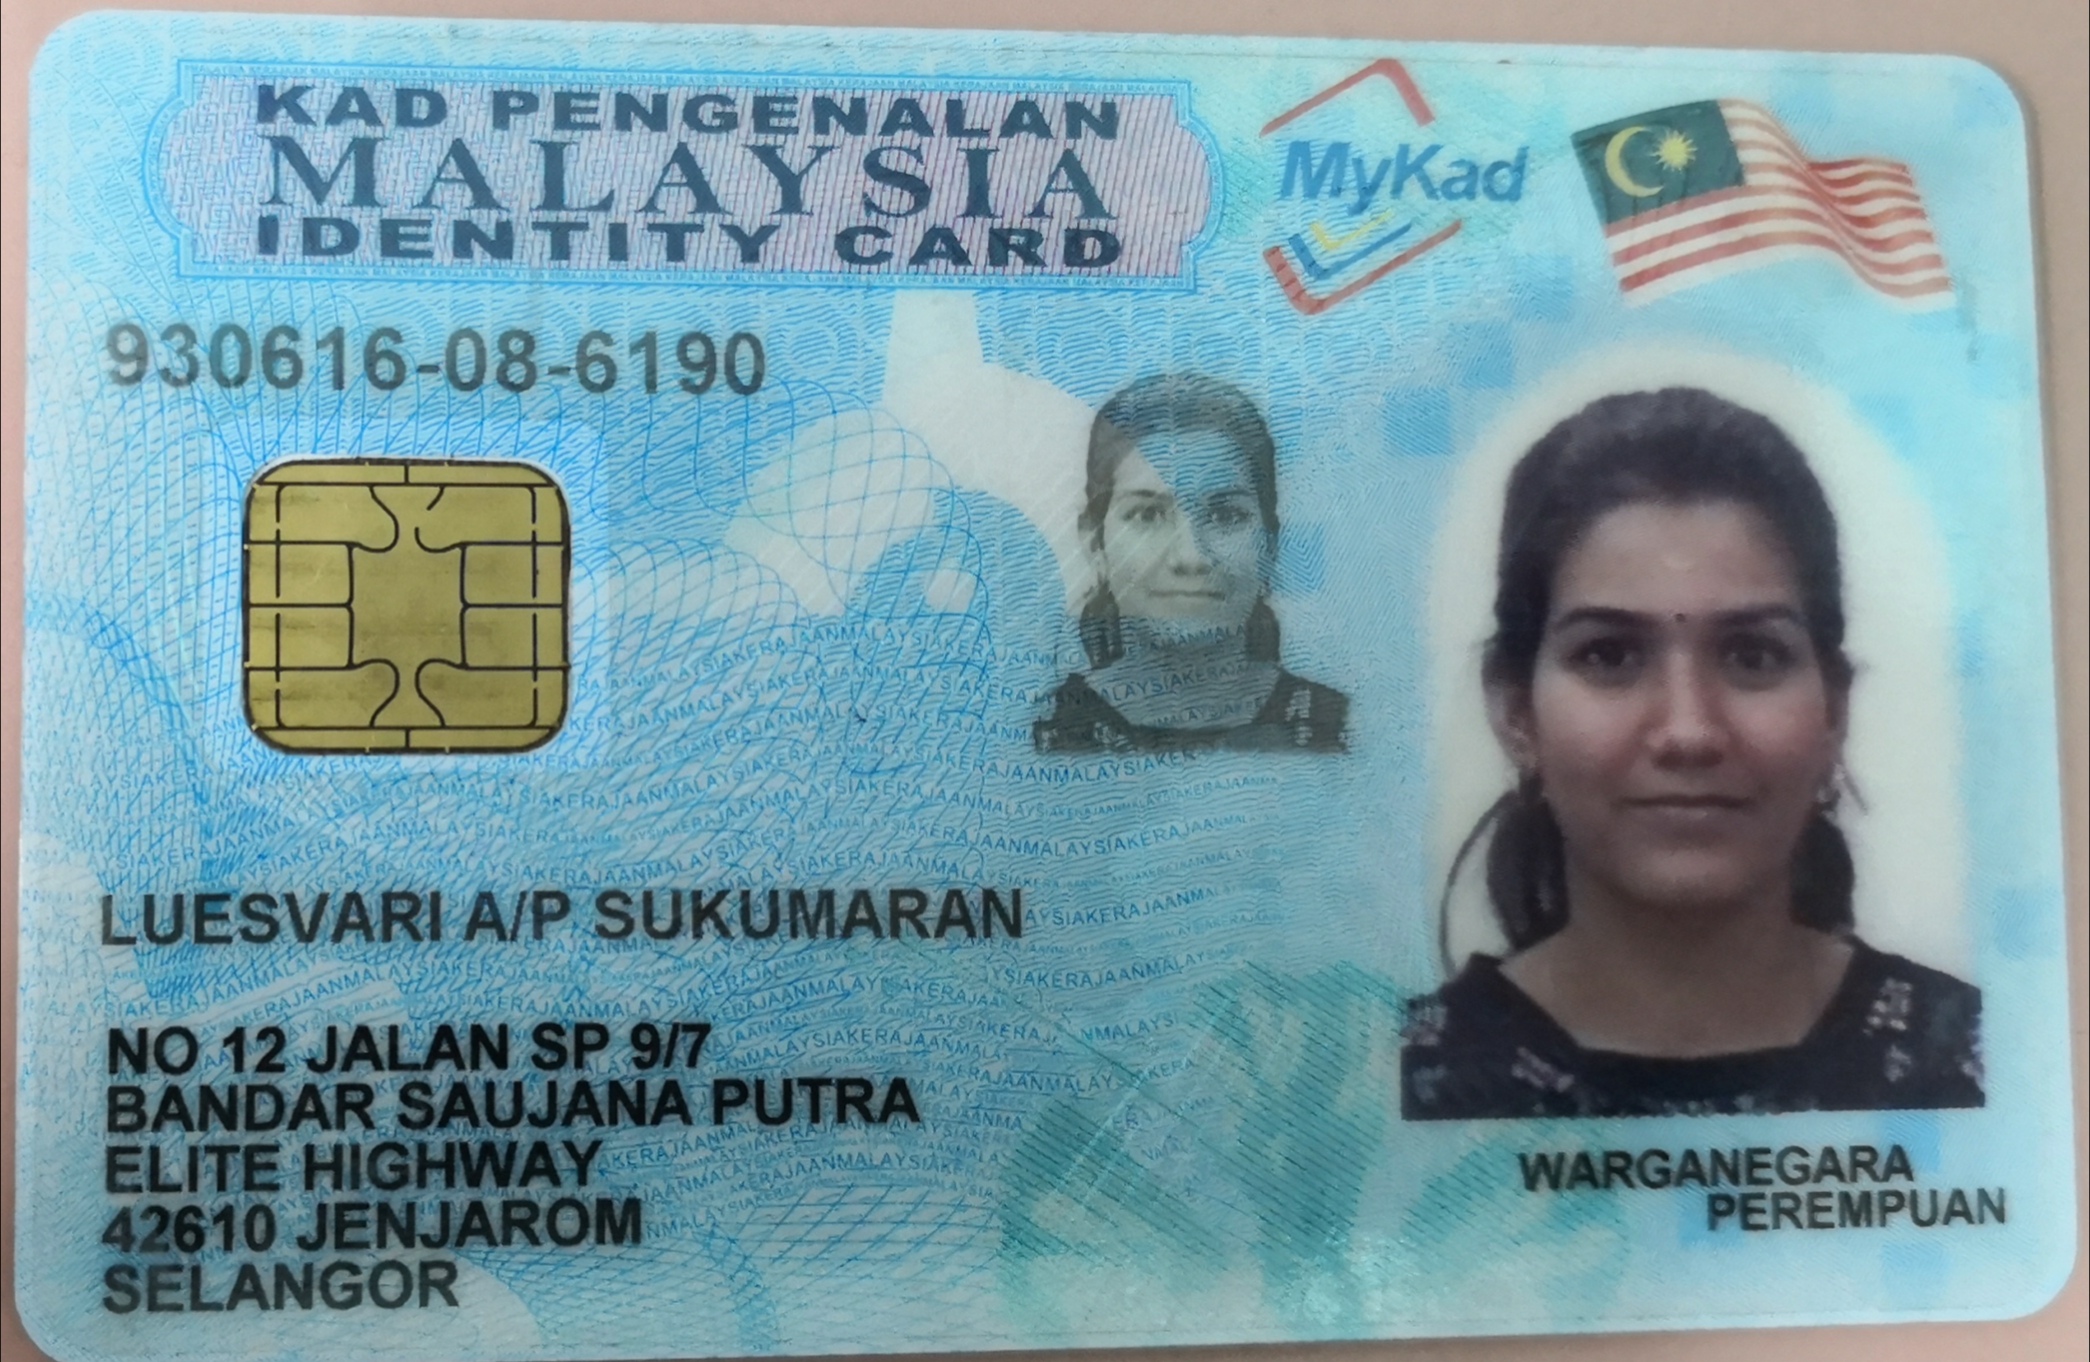 KAD PENGENALAN
MALAYSIA
IDENTITY CARD
MyKad
930616-08-6190
LUESVARI A/P SUKUMARAN
NO 12 JALAN SP 9/7
BANDAR SAUJANA PUTRA
ELITE HIGHWAY
42610 JENJAROM
SELANGOR
WARGANEGARA
PEREMPUAN